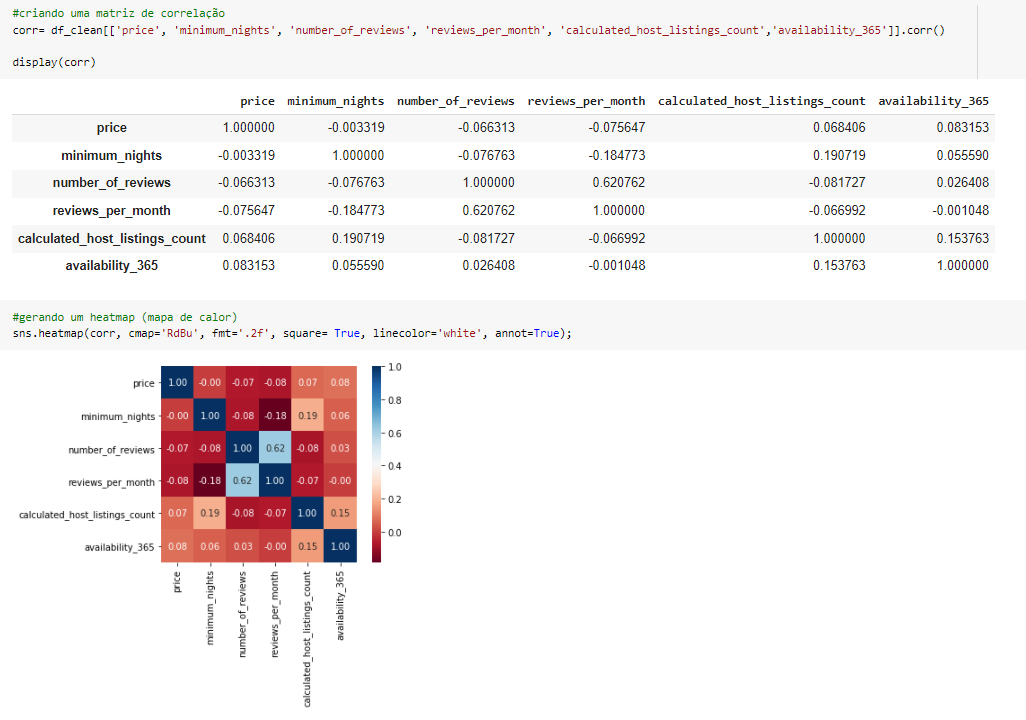 #criando uma matriz de correlação
corr= df_clean[['price', 'minimum_nights', 'number_of_reviews', 'reviews_per_month', 'calculated_host_listings_count','availability_365']].corr()
display(corr)
price minimum_nights number_of_reviews reviews_per_month calculated_host_listings_count availability_365
price 1.000000 -0.003319 -0.066313 -0.075647 0.068406 0.083153
minimum_nights -0.003319 1.000000 -0.076763 -0.184773 0.190719 0.055590
number_of_reviews -0.066313 -0.076763 1.000000 0.620762 -0.081727 0.026408
reviews_per_month -0.075647 -0.184773 0.620762 1.000000 -0.066992 -0.001048
calculated_host_listings_count 0.068406 0.190719 -0.081727 -0.066992 1.000000 0.153763
availability_365 0.083153 0.055590 0.026408 -0.001048 0.153763 1.000000
#gerando um heatmap (mapa de calor)
sns.heatmap(corr, cmap='RdBu', fmt='.2f', square= True, linecolor='white', annot=True);
price 1.00 -0.00 -0.07 -0.08 0.07 0.08
minimum_nights -0.00 1.00 -0.08 -0.18 0.19 0.06
number_of_reviews -0.07 -0.08 1.00 0.62 -0.08 0.03
reviews_per_month -0.08 -0.18 0.62 1.00 -0.07 -0.00
calculated_host_listings_count 0.07 0.19 -0.08 -0.07 1.00 0.15
availability_365 0.08 0.06 0.03 -0.00 0.15 1.00
price
minimum_nights
number_of_reviews
reviews_per_month
calculated_host_listings_count
availability_365
1.0
0.8
0.6
0.4
0.2
0.0